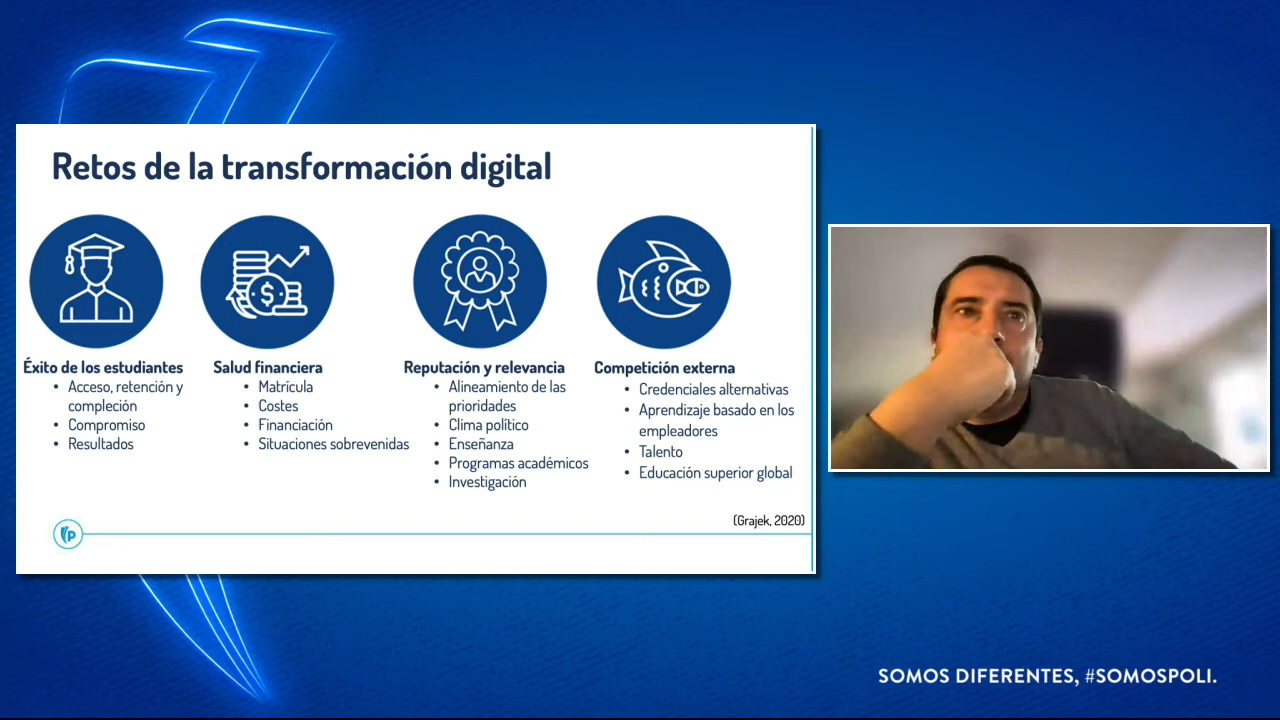 Retos de la transformación digital
Éxito de los estudiantes
• Acceso, retención y
compleción
• Compromiso
• Resultados
Salud financiera
• Matrícula
• Costes
• Financiación
• Situaciones sobrevenidas
Reputación y relevancia
• Alineamiento de las
prioridades
• Clima político
• Enseñanza
• Programas académicos
• Investigación
Competición externa
• Credenciales alternativas
• Aprendizaje basado en los
empleadores
• Talento
• Educación superior global
(Grajek, 2020)
P
SOMOS DIFERENTES, #SOMOSPOLI.